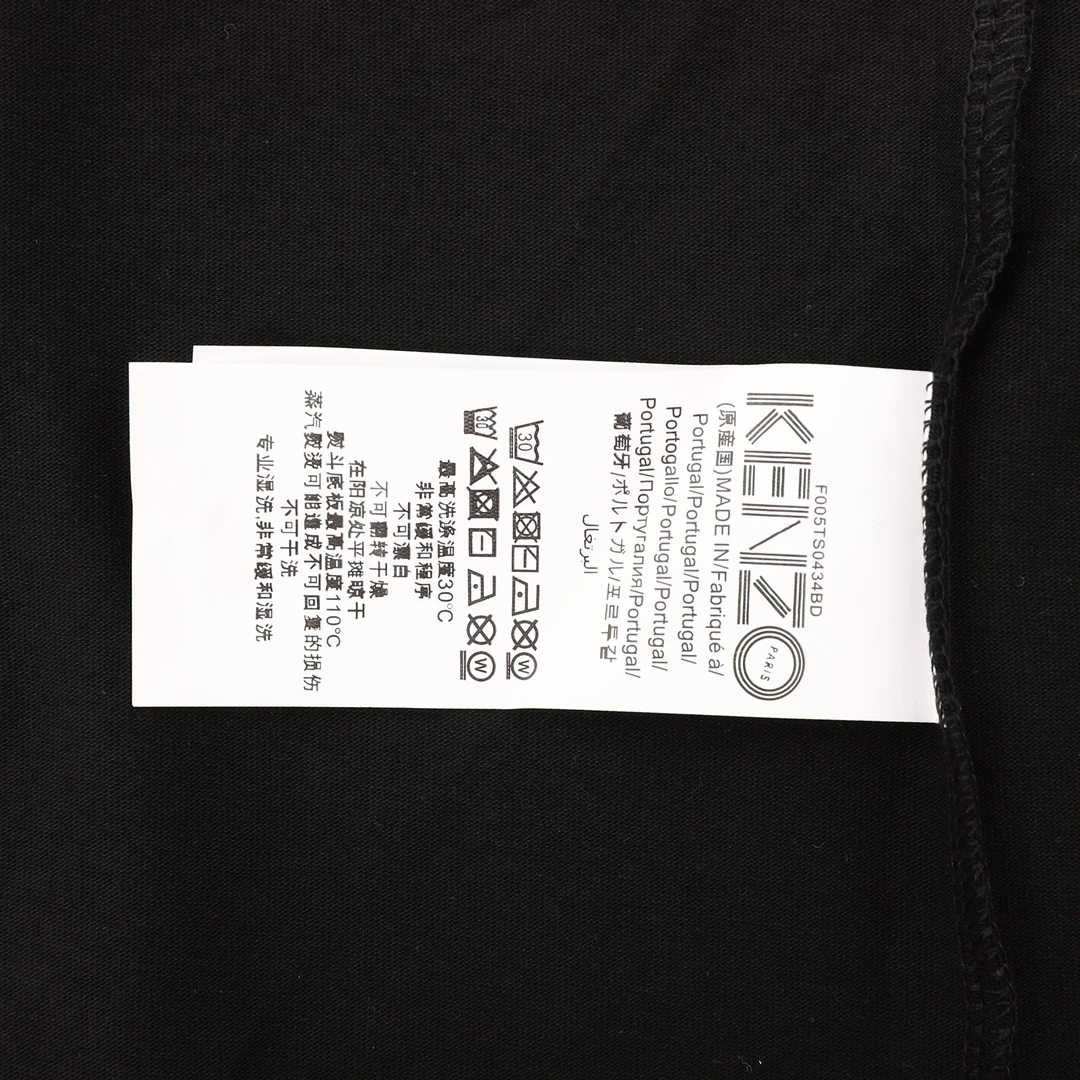 F005TS0434BD
KENZO
PARIS
(原産国)MADE IN/Fabriqué à/
Portugal/Portugal/Portugal/
Portogallo/Portugal/Portugal/
Portugal/Португалия/Portugal/
葡萄牙/ポルトガル/포르투갈/
البرتغال
30
W
30
W
最高洗涤温度30°C
非常缓和程序
不可漂白
不可翻转干燥
在阳凉处平摊晾干
熨斗底板最高温度110°C
蒸汽熨烫可能造成不可回复的损伤
不可干洗
专业湿洗,非常缓和湿洗